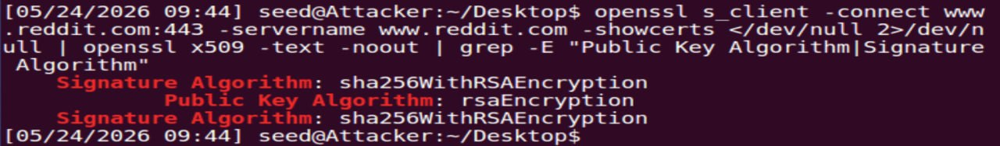 [05/24/2026 09:44] seed@Attacker:~/Desktop$ openssl s_client -connect www
.reddit.com:443 -servername www.reddit.com -showcerts </dev/null 2>/dev/n
ull | openssl x509 -text -noout | grep -E "Public Key Algorithm|Signature
 Algorithm"
    Signature Algorithm: sha256WithRSAEncryption
            Public Key Algorithm: rsaEncryption
    Signature Algorithm: sha256WithRSAEncryption
[05/24/2026 09:44] seed@Attacker:~/Desktop$